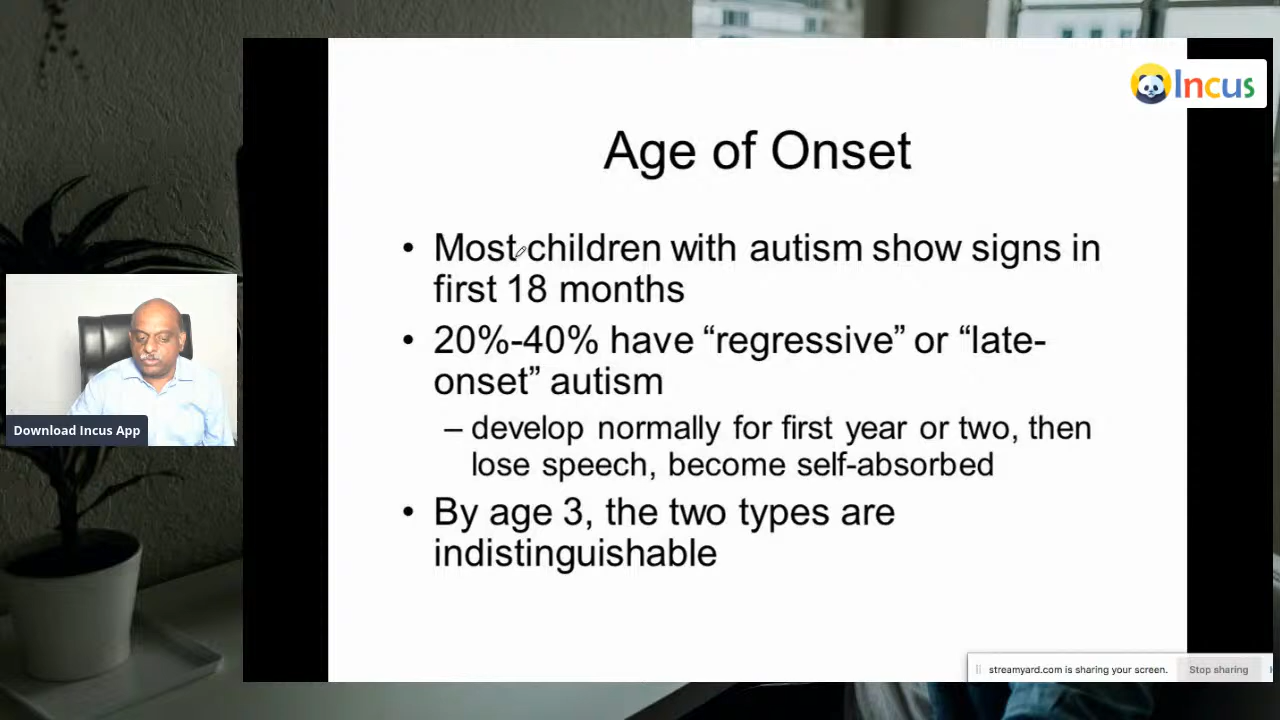 Incus
Age of Onset
• Most children with autism show signs in
first 18 months
• 20%-40% have “regressive” or “late-
onset” autism
– develop normally for first year or two, then
lose speech, become self-absorbed
• By age 3, the two types are
indistinguishable
Download Incus App
streamyard.com is sharing your screen.
Stop sharing